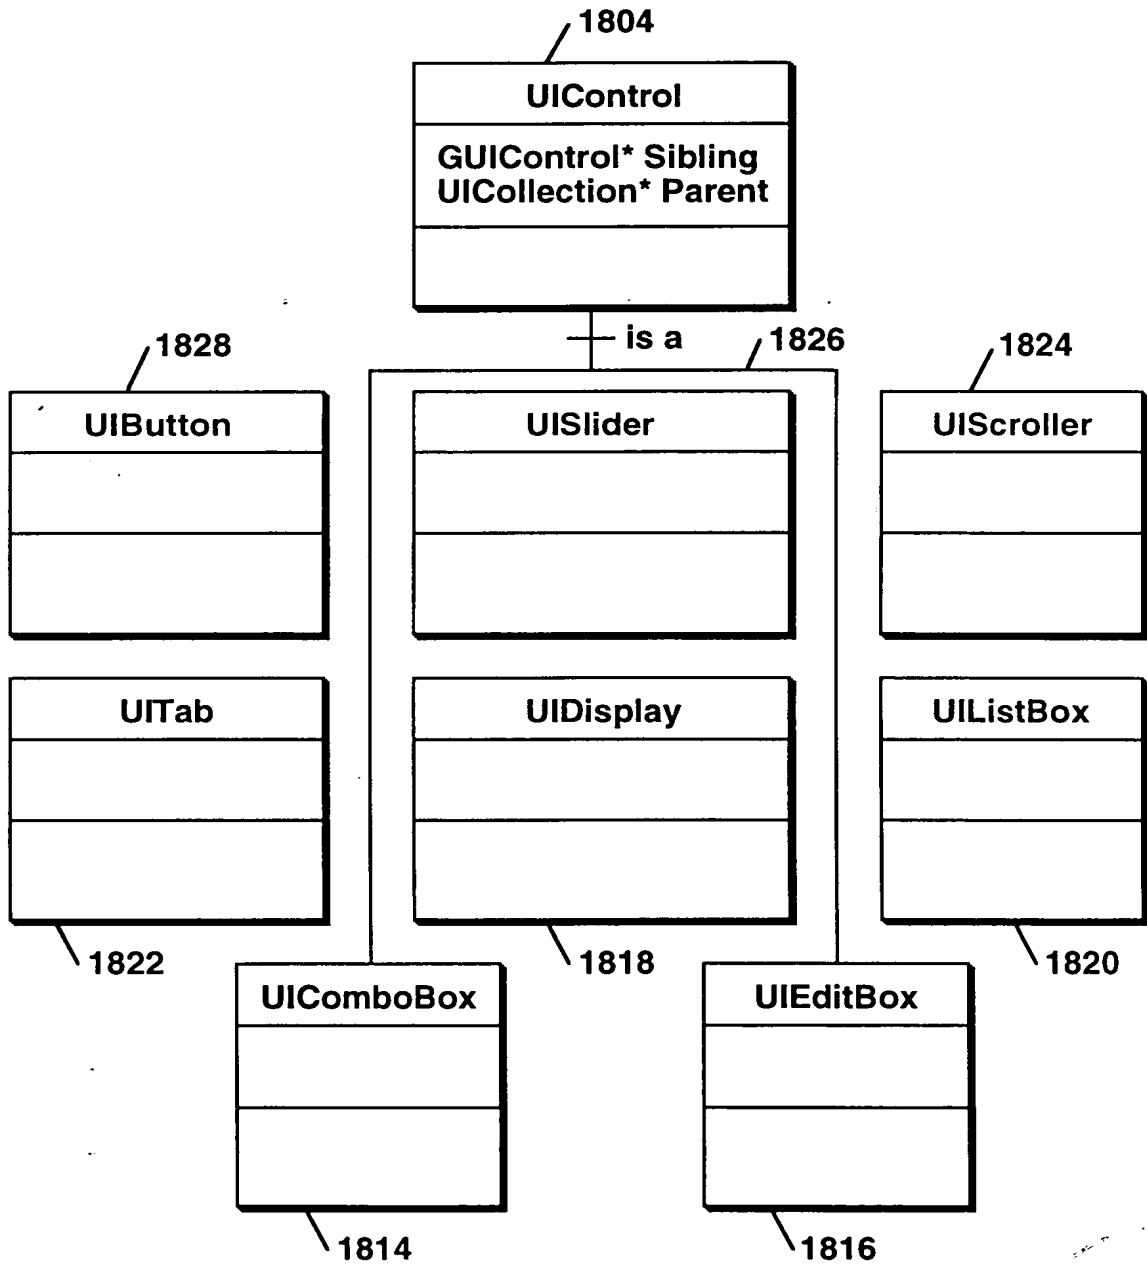 1804
UIControl
GUIControl* Sibling
UICollection* Parent
is a
1828
1826
1824
UIButton
UISlider
UIScroller
UITab
UIDisplay
UIListBox
1822
1818
1820
UIComboBox
UIEditBox
1814
1816